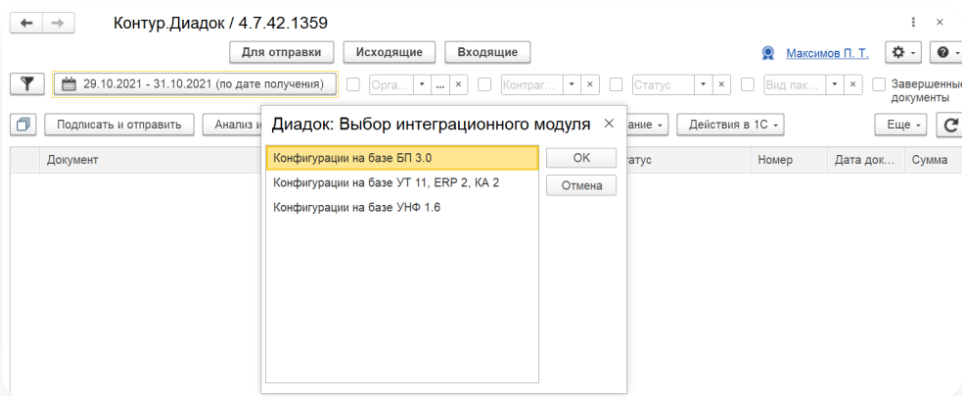 Контур.Диадок / 4.7.42.1359
Для отправки Исходящие Входящие Максимов П. Т.
29.10.2021 - 31.10.2021 (по дате получения) Орга... Контраг... Статус Вид пак... Завершенные
документы
Подписать и отправить Анализ и Действия в 1С Еще
Документ Номер Дата док... Сумма
Диадок: Выбор интеграционного модуля
Конфигурации на базе БП 3.0 OK
Конфигурации на базе УТ 11, ERP 2, КА 2 Отмена
Конфигурации на базе УНФ 1.6